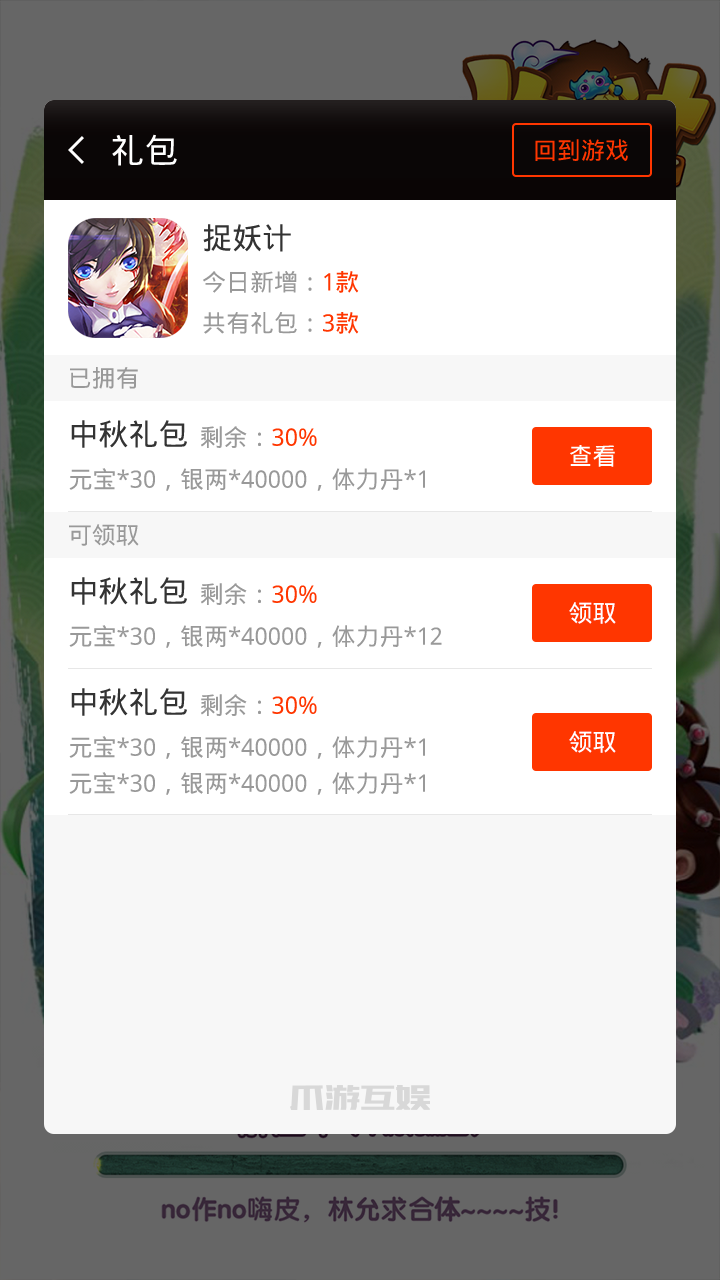 礼包
回到游戏
捉妖计
今日新增：1款
共有礼包：3款
已拥有
中秋礼包 剩余：30%
元宝*30，银两*40000，体力丹*1
查看
可领取
中秋礼包 剩余：30%
元宝*30，银两*40000，体力丹*12
领取
中秋礼包 剩余：30%
元宝*30，银两*40000，体力丹*1
元宝*30，银两*40000，体力丹*1
领取
爪游互娱
no作no嗨皮，林允求合体~~~~技!